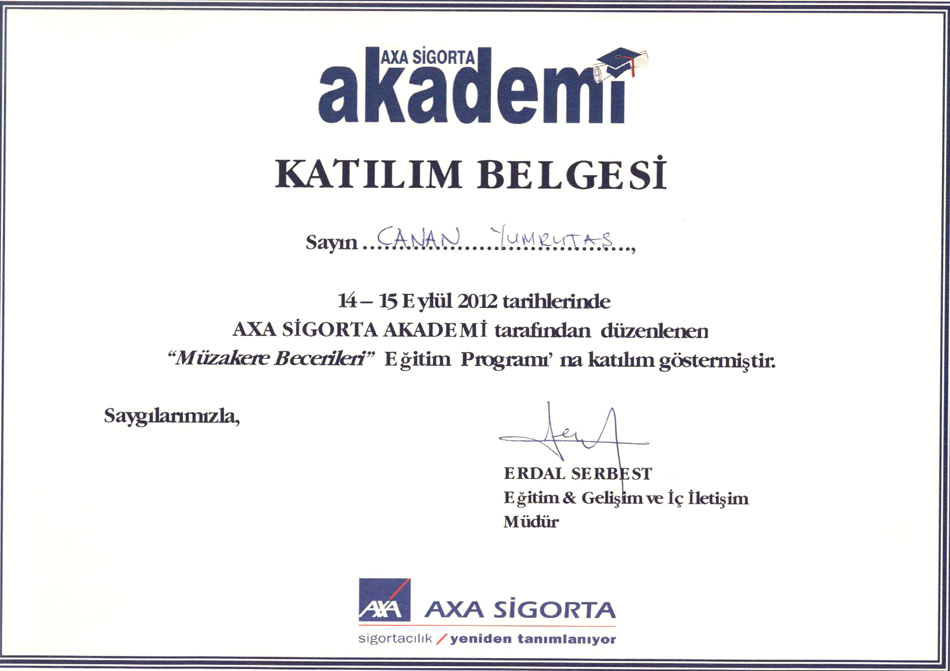 AXA SİGORTA
akademi
KATILIM BELGESİ
Sayın ....CANAN YUMRUTAŞ....,
14 – 15 Eylül 2012 tarihlerinde
AXA SİGORTA AKADEMİ tarafından düzenlenen
“Müzakere Becerileri” Eğitim Programı’ na katılım göstermiştir.
Saygılarımızla,
ERDAL SERBEST
Eğitim & Gelişim ve İç İletişim
Müdür
AXA AXA SİGORTA
sigortacılık / yeniden tanımlanıyor